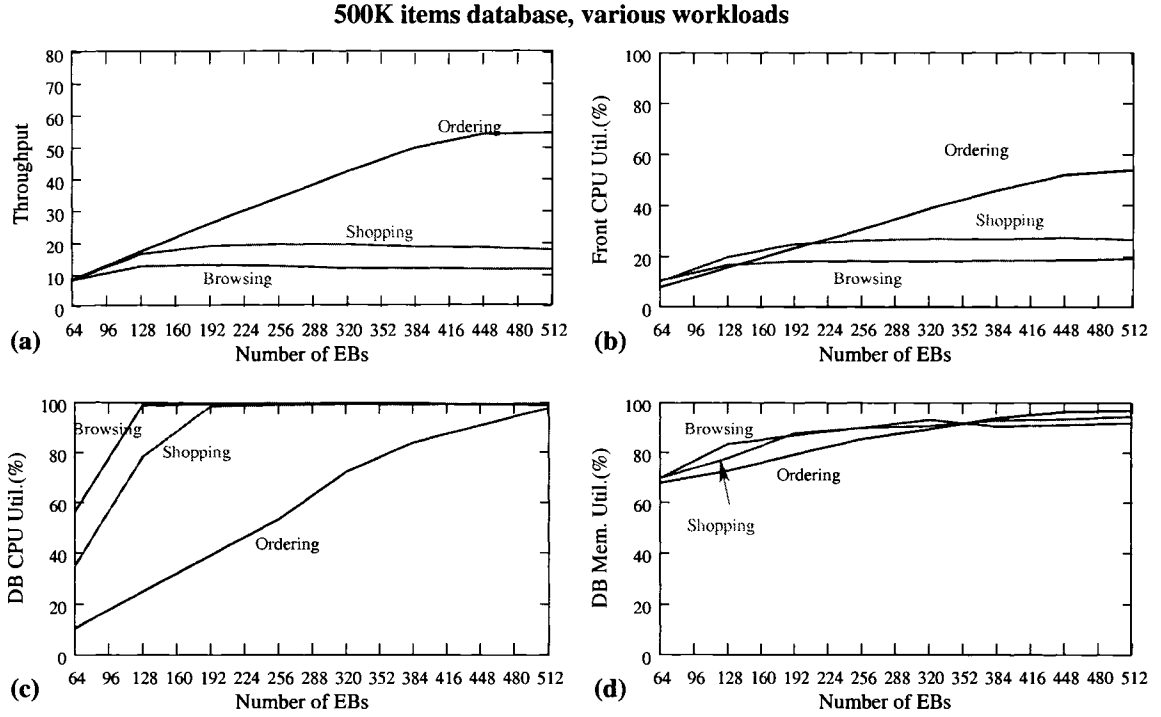 500K items database, various workloads
Throughput
80
70
60
50
40
30
20
10
0
Ordering
Shopping
Browsing
64 96 128 160 192 224 256 288 320 352 384 416 448 480 512
(a)
Number of EBs
Front CPU Util.(%)
100
80
60
40
20
0
Ordering
Shopping
Browsing
64 96 128 160 192 224 256 288 320 352 384 416 448 480 512
(b)
Number of EBs
DB CPU Util.(%)
100
80
60
40
20
0
Browsing
Shopping
Ordering
64 96 128 160 192 224 256 288 320 352 384 416 448 480 512
(c)
Number of EBs
DB Mem. Util.(%)
100
80
60
40
20
0
Browsing
Ordering
Shopping
64 96 128 160 192 224 256 288 320 352 384 416 448 480 512
(d)
Number of EBs